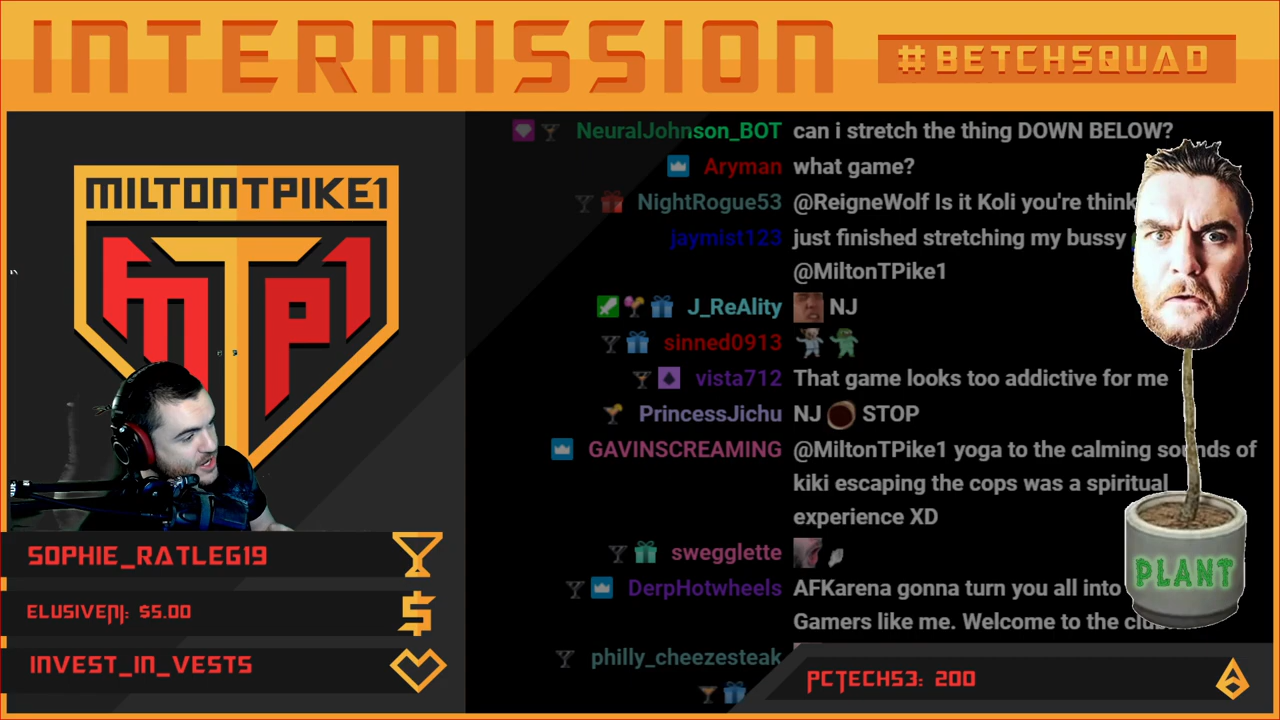 INTERMISSION
#BETCHSQUAD
MILTONTPIKE1
MTP1
NeuralJohnson_BOT can i stretch the thing DOWN BELOW?
Aryman what game?
NightRogue53 @ReigneWolf Is it Koli you're think
jaymist123 just finished stretching my bussy
@MiltonTPike1
J_ReAlity NJ
sinned0913
vista712 That game looks too addictive for me
PrincessJichu NJ STOP
GAVINSCREAMING @MiltonTPike1 yoga to the calming sounds of
kiki escaping the cops was a spiritual
experience XD
swegglette
DerpHotwheels AFKarena gonna turn you all into
Gamers like me. Welcome to the club
philly_cheezesteak
PLANT
SOPHIE_RATLEG19
ELUSIVENJ: $5.00
$
INVEST_IN_VESTS
PCTECH53: 200